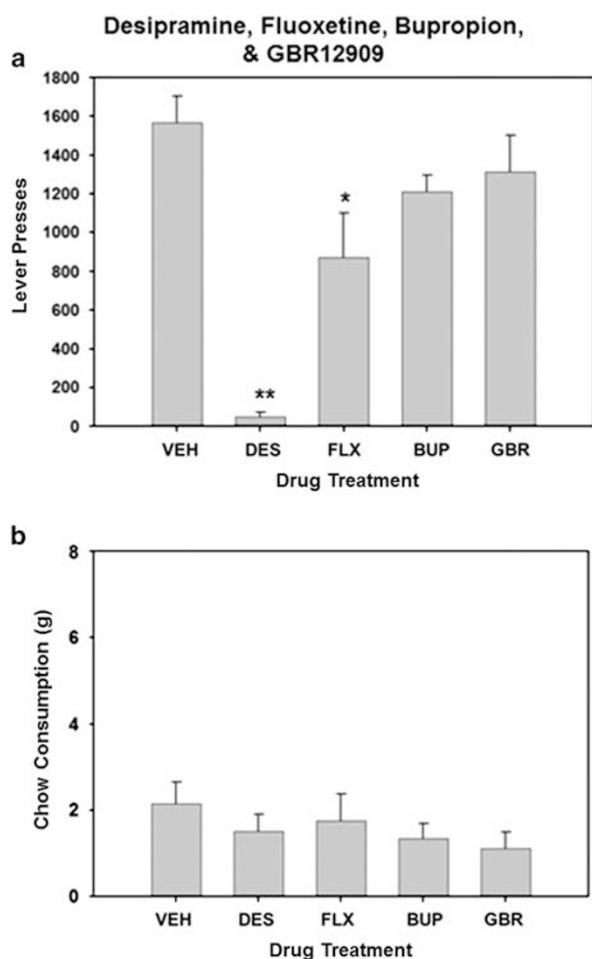 Desipramine, Fluoxetine, Bupropion,
& GBR12909
a
1800
1600
1400
1200
1000
800
600
400
200
0
Lever Presses
**
*
VEH DES FLX BUP GBR
Drug Treatment
b
8
6
4
2
0
Chow Consumption (g)
VEH DES FLX BUP GBR
Drug Treatment